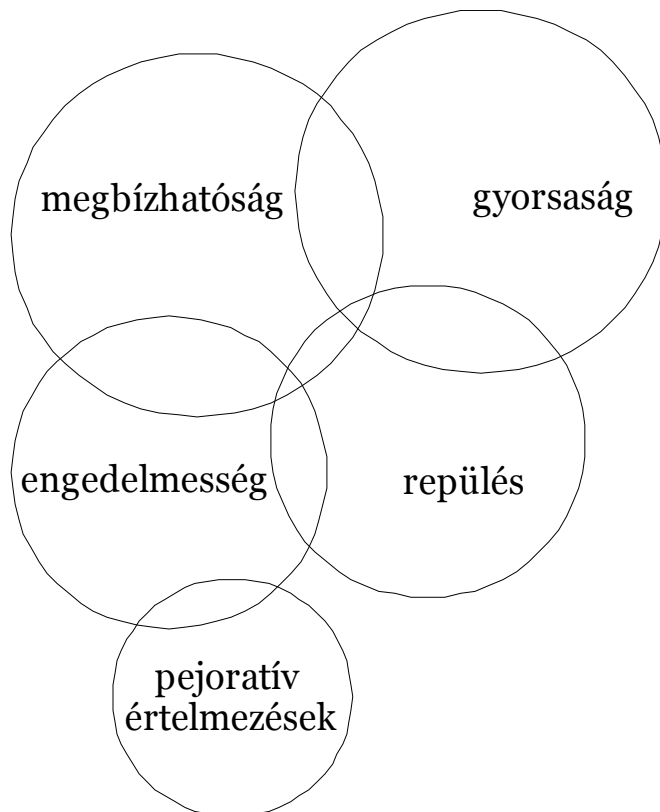 megbízhatóság
gyorsaság
engedelmesség
repülés
pejoratív
értelmezések